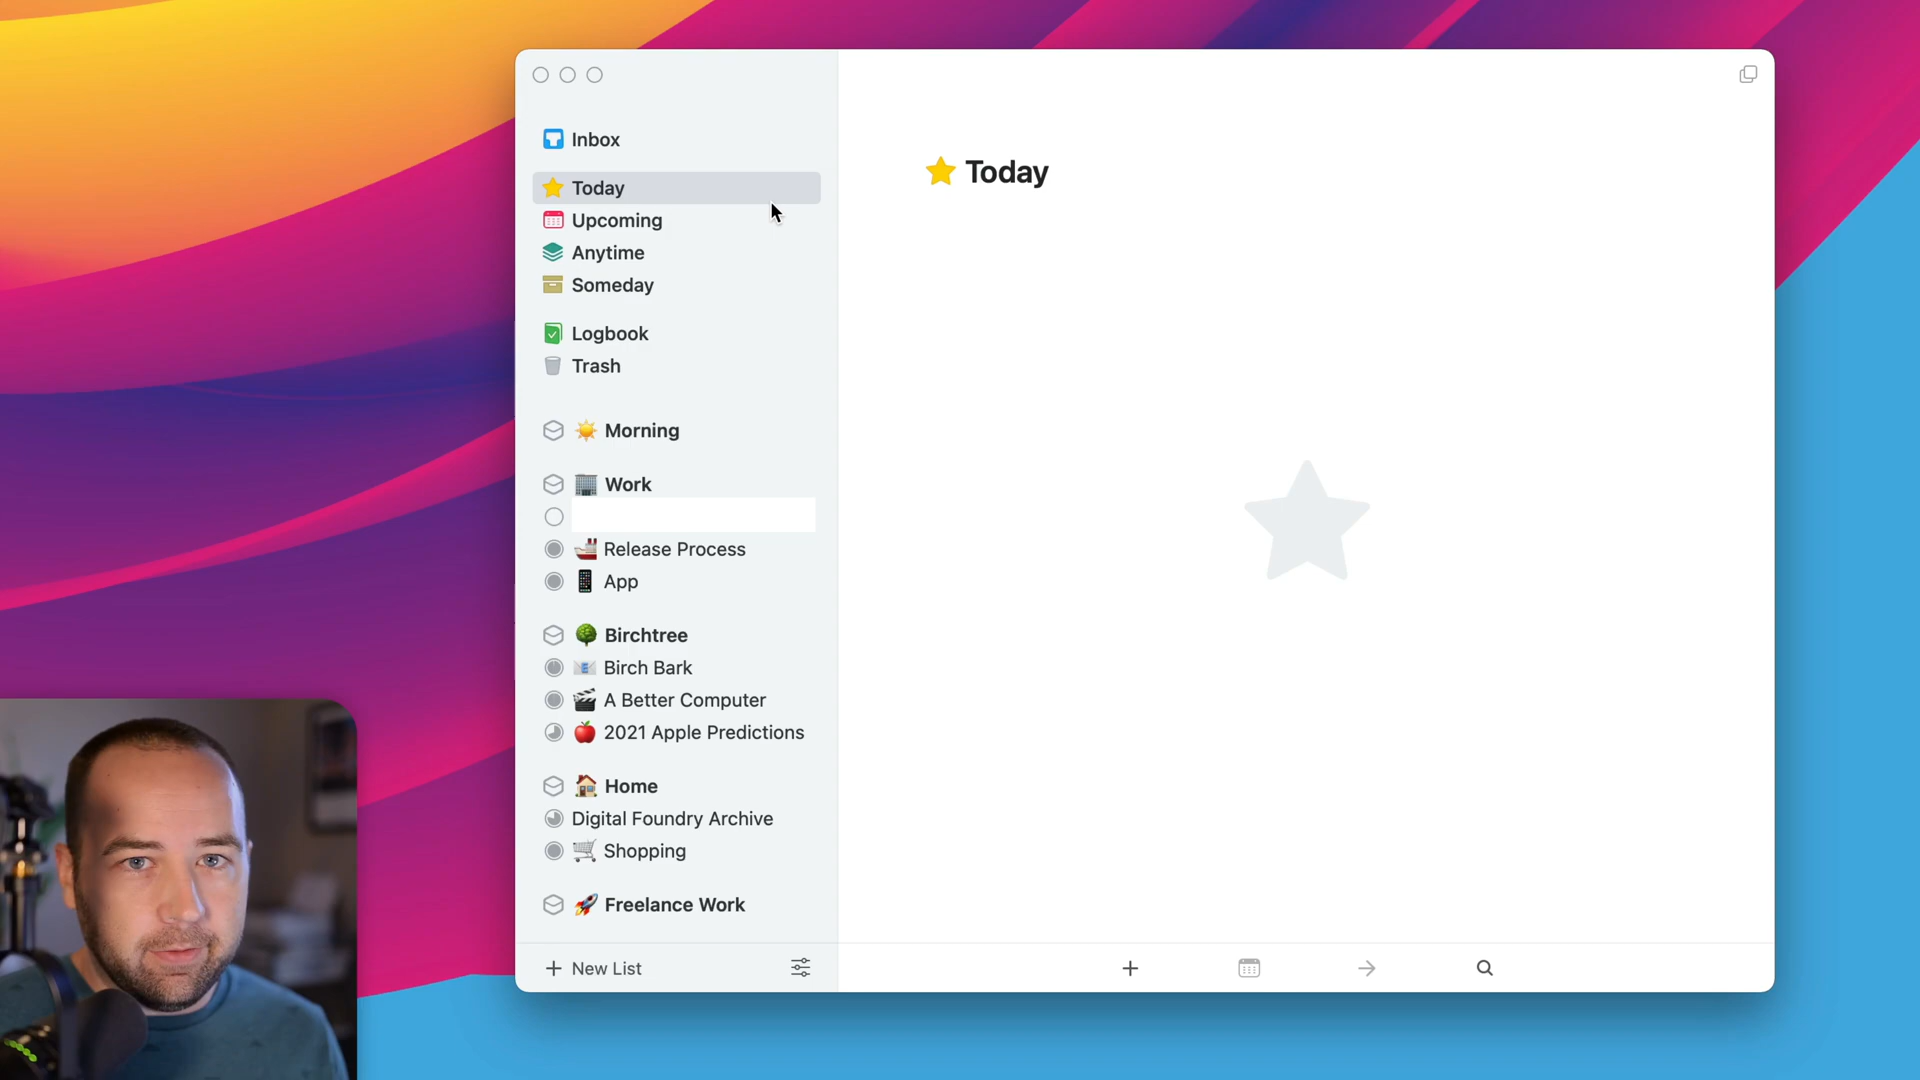 Inbox
Today
Upcoming
Anytime
Someday
Logbook
Trash
Morning
Work
Release Process
App
Birchtree
Birch Bark
A Better Computer
2021 Apple Predictions
Home
Digital Foundry Archive
Shopping
Freelance Work
New List
Today